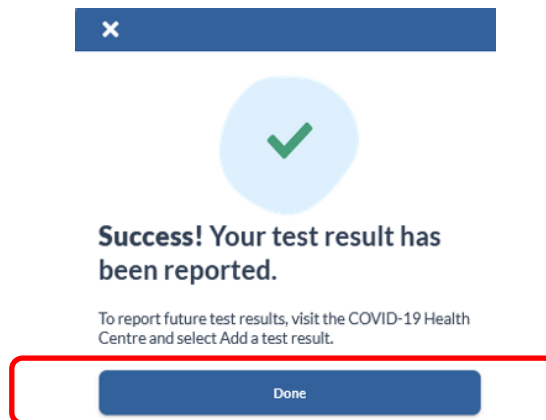 Success! Your test result has
been reported.
To report future test results, visit the COVID-19 Health
Centre and select Add a test result.
Done